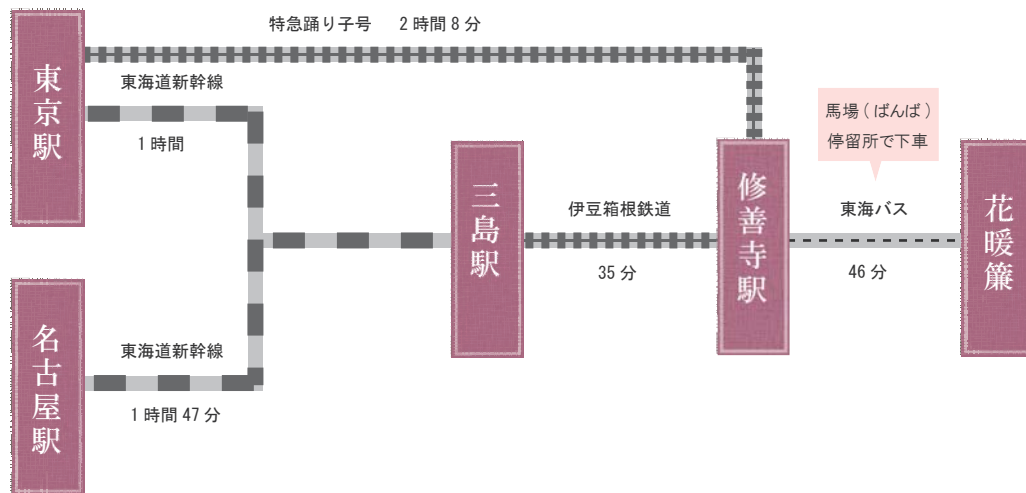 特急踊り子号 2時間8分
東京駅
東海道新幹線
1時間
馬場(ばんば)
停留所で下車
三島駅
伊豆箱根鉄道
35分
修善寺駅
東海バス
46分
花暖簾
名古屋駅
東海道新幹線
1時間47分